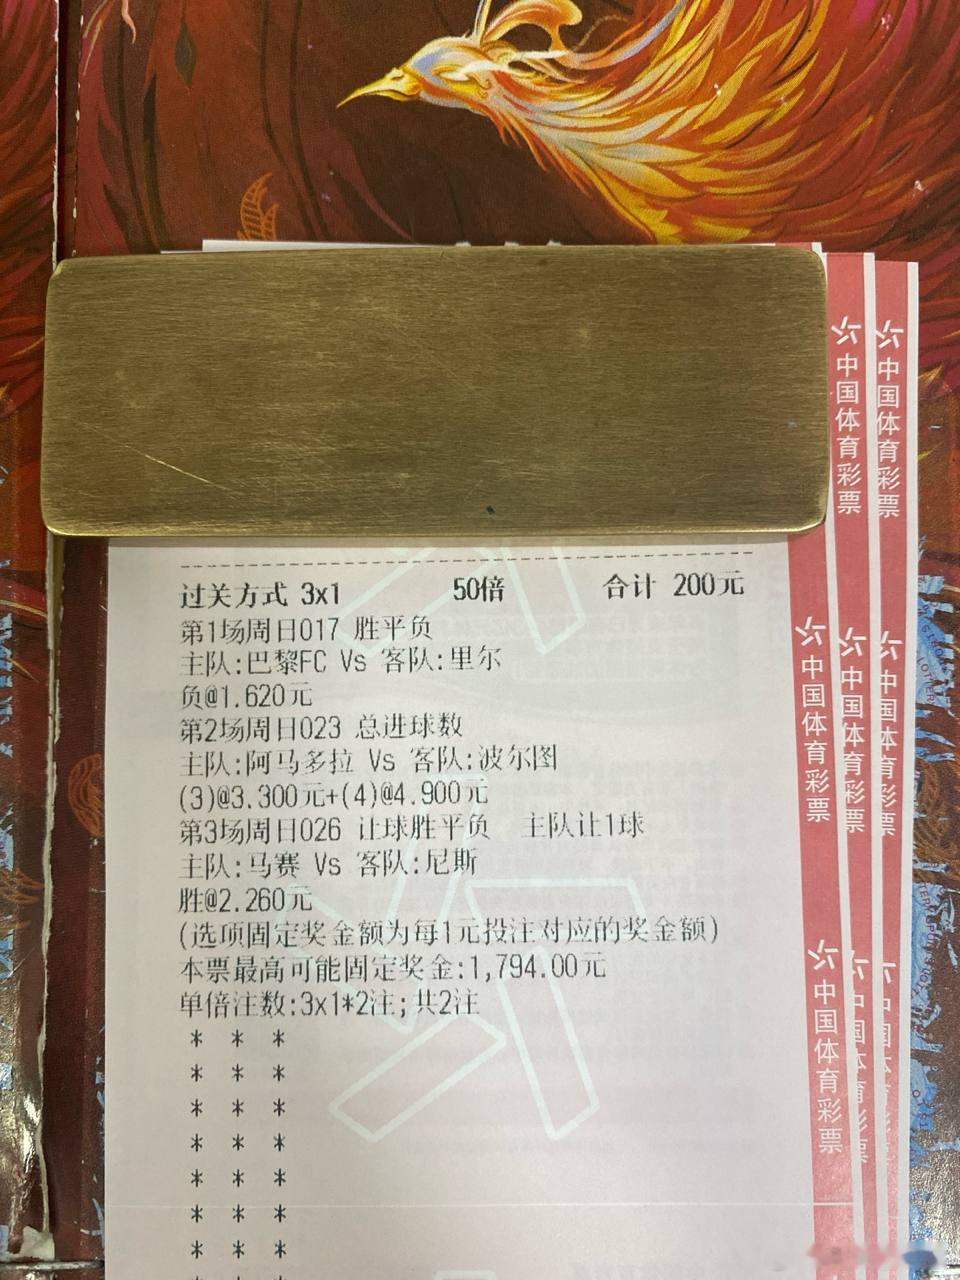 过关方式 3x1 50倍 合计 200元
第1场周日017 胜平负
主队:巴黎FC Vs 客队:里尔
负@1.620元
第2场周日023 总进球数
主队:阿马多拉 Vs 客队:波尔图
(3)@3.300元+(4)@4.900元
第3场周日026 让球胜平负 主队让1球
主队:马赛 Vs 客队:尼斯
胜@2.260元
(选项固定奖金额为每1元投注对应的奖金额)
本票最高可能固定奖金:1,794.00元
单倍注数:3x1*2注;共2注
* * *
* * *
* * *
* * *
* * *
* * *
* * *
中国体育彩票
中国体育彩票
中国体育彩票
中国体育彩票
中国体育彩票
中国体育彩票